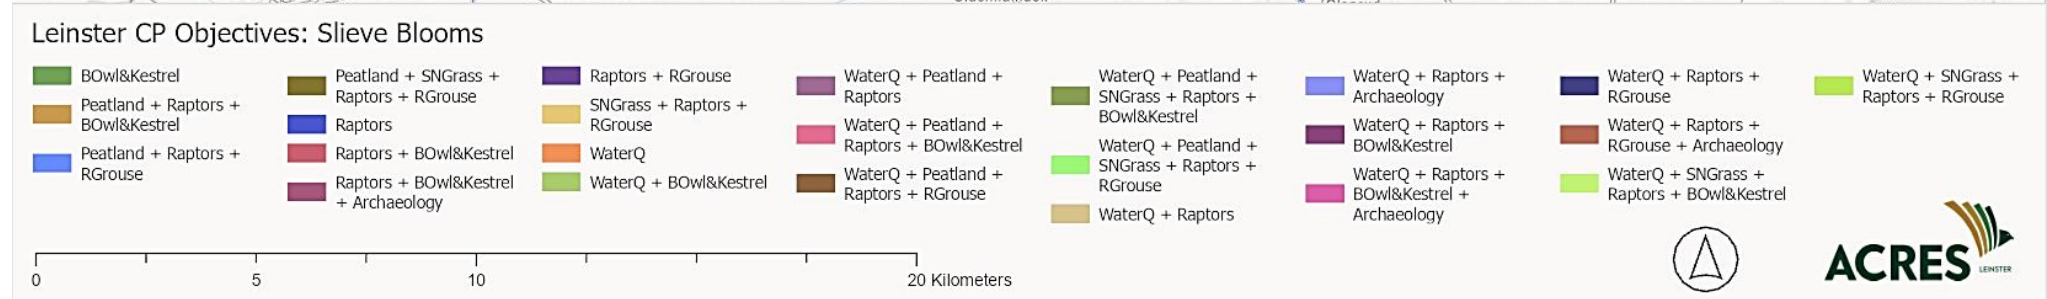 Leinster CP Objectives: Slieve Blooms
BOwl&Kestrel
Peatland + Raptors +
BOwl&Kestrel
Peatland + Raptors +
RGrouse
Peatland + SNGrass +
Raptors + RGrouse
Raptors
Raptors + BOwl&Kestrel
Raptors + BOwl&Kestrel
+ Archaeology
Raptors + RGrouse
SNGrass + Raptors +
RGrouse
WaterQ
WaterQ + BOwl&Kestrel
WaterQ + Peatland +
Raptors
WaterQ + Peatland +
Raptors + BOwl&Kestrel
WaterQ + Peatland +
Raptors + RGrouse
WaterQ + Peatland +
SNGrass + Raptors +
BOwl&Kestrel
WaterQ + Peatland +
SNGrass + Raptors +
RGrouse
WaterQ + Raptors
WaterQ + Raptors +
Archaeology
WaterQ + Raptors +
BOwl&Kestrel
WaterQ + Raptors +
BOwl&Kestrel +
Archaeology
WaterQ + Raptors +
RGrouse
WaterQ + Raptors +
RGrouse + Archaeology
WaterQ + SNGrass +
Raptors + BOwl&Kestrel
WaterQ + SNGrass +
Raptors + RGrouse
0 5 10 20 Kilometers
ACRES
LEINSTER